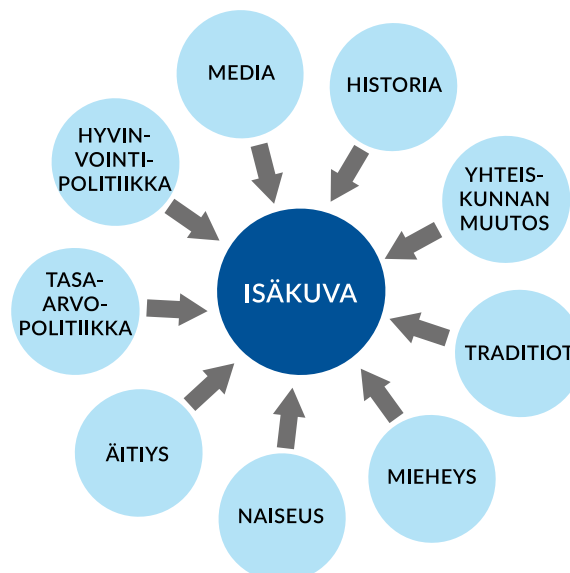 MEDIA
HISTORIA
HYVIN-
VOINTI-
POLITIIKKA
YHTEIS-
KUNNAN
MUUTOS
ISÄKUVA
TASA-
ARVO-
POLITIIKKA
TRADITIOT
ÄITIYS
MIEHEYS
NAISEUS